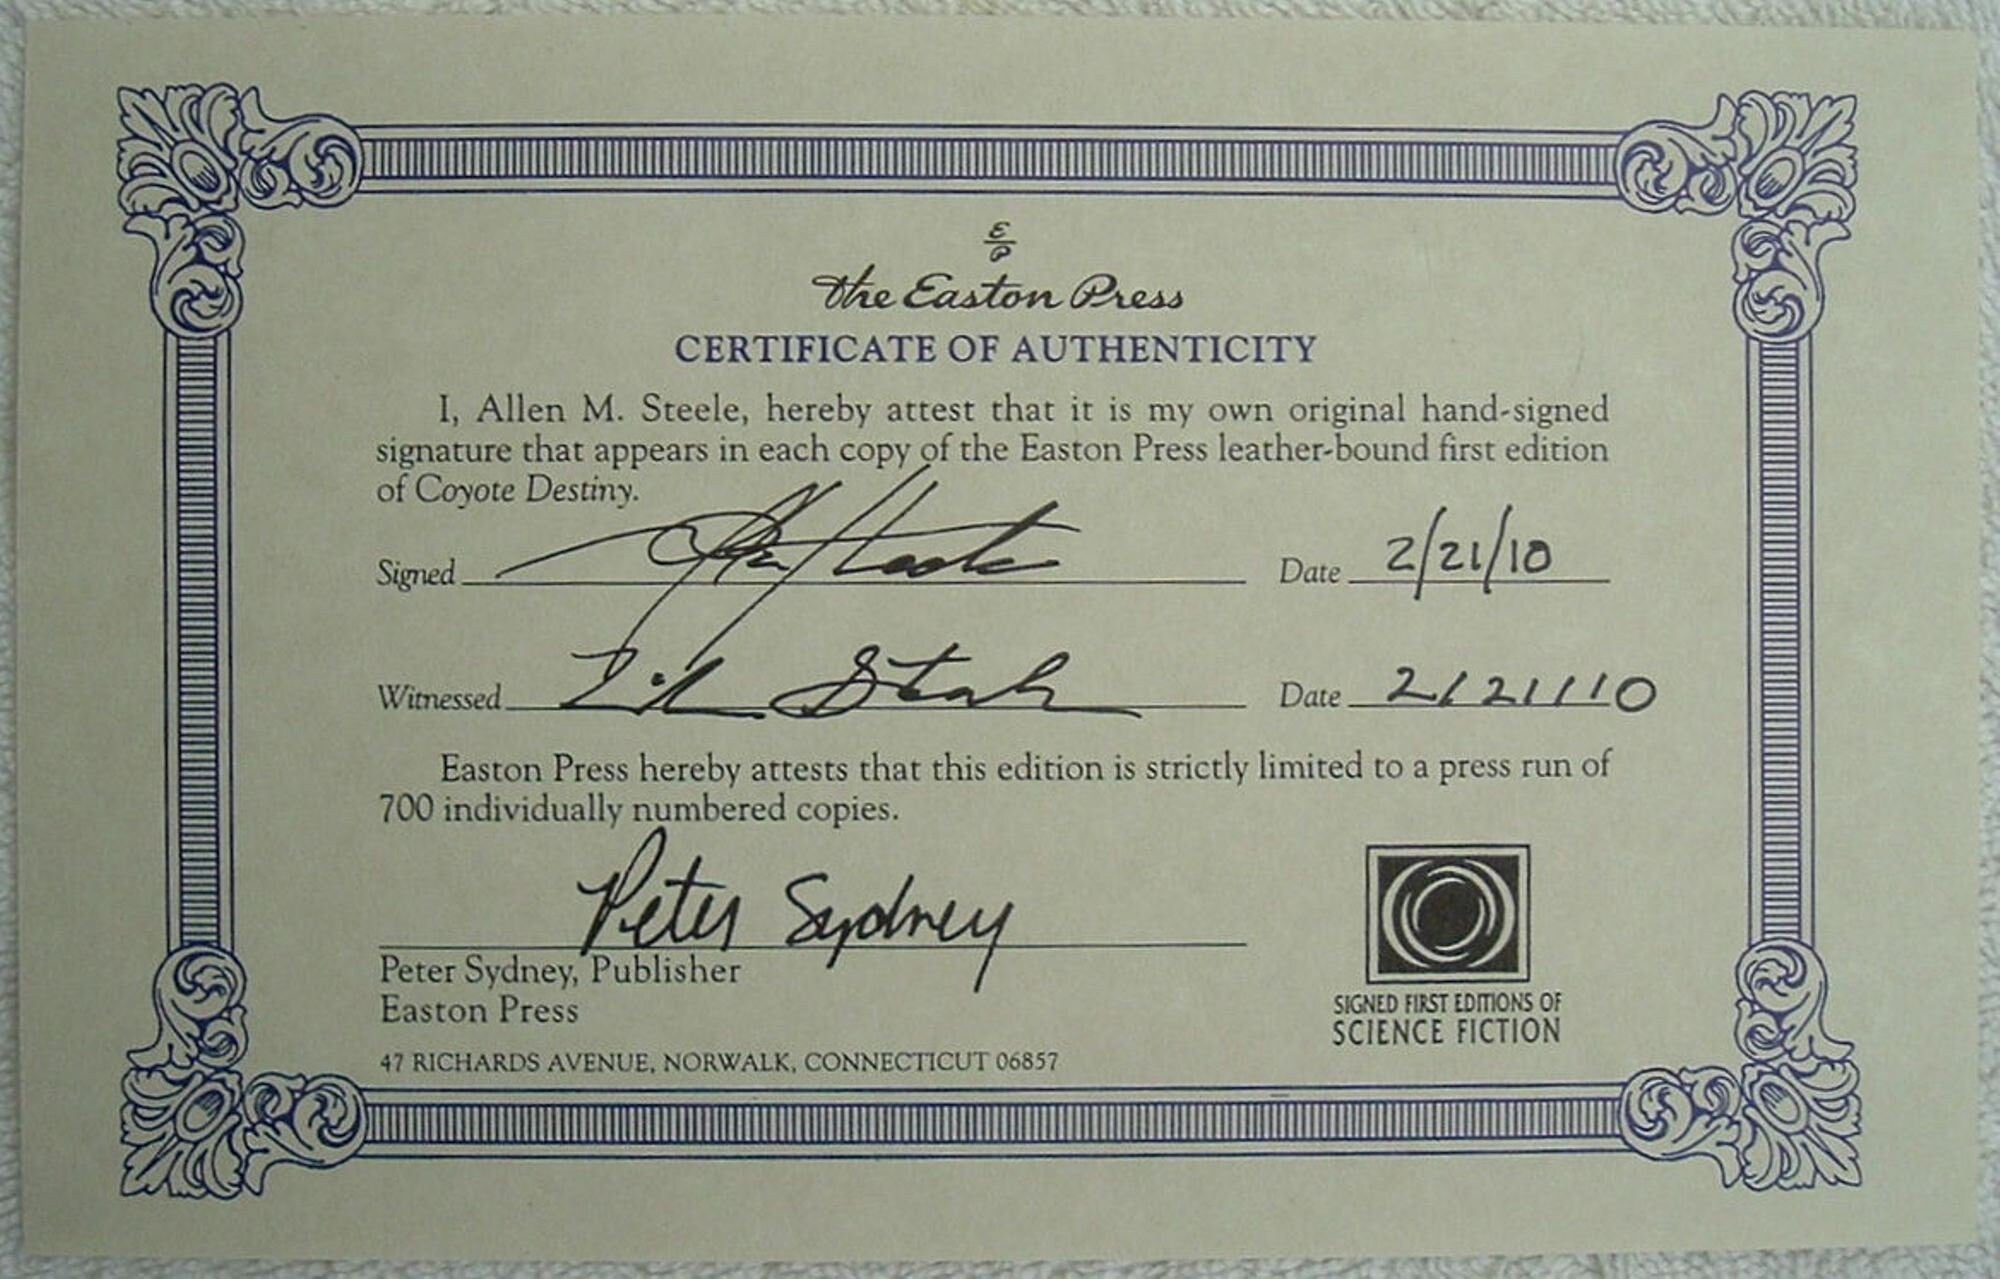 E
P
The Easton Press
CERTIFICATE OF AUTHENTICITY
I, Allen M. Steele, hereby attest that it is my own original hand-signed
signature that appears in each copy of the Easton Press leather-bound first edition
of Coyote Destiny.
Signed Date 2/21/10
Witnessed Date 2/21/10
Easton Press hereby attests that this edition is strictly limited to a press run of
700 individually numbered copies.
Peter Sydney
Peter Sydney, Publisher
Easton Press
47 RICHARDS AVENUE, NORWALK, CONNECTICUT 06857
SIGNED FIRST EDITIONS OF
SCIENCE FICTION